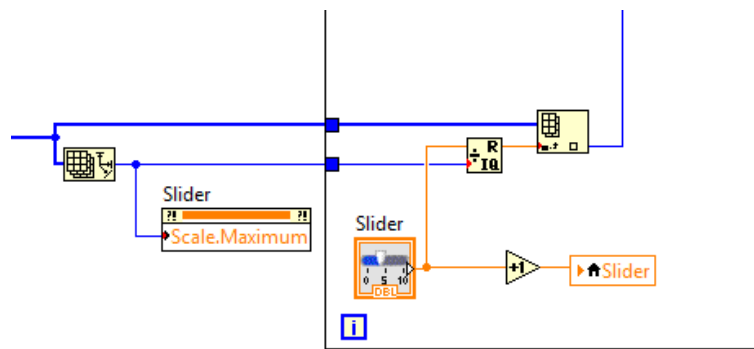 R
IQ
Slider
?! ?!
Scale.Maximum
Slider
0 5 10
DBL
+1
Slider
i